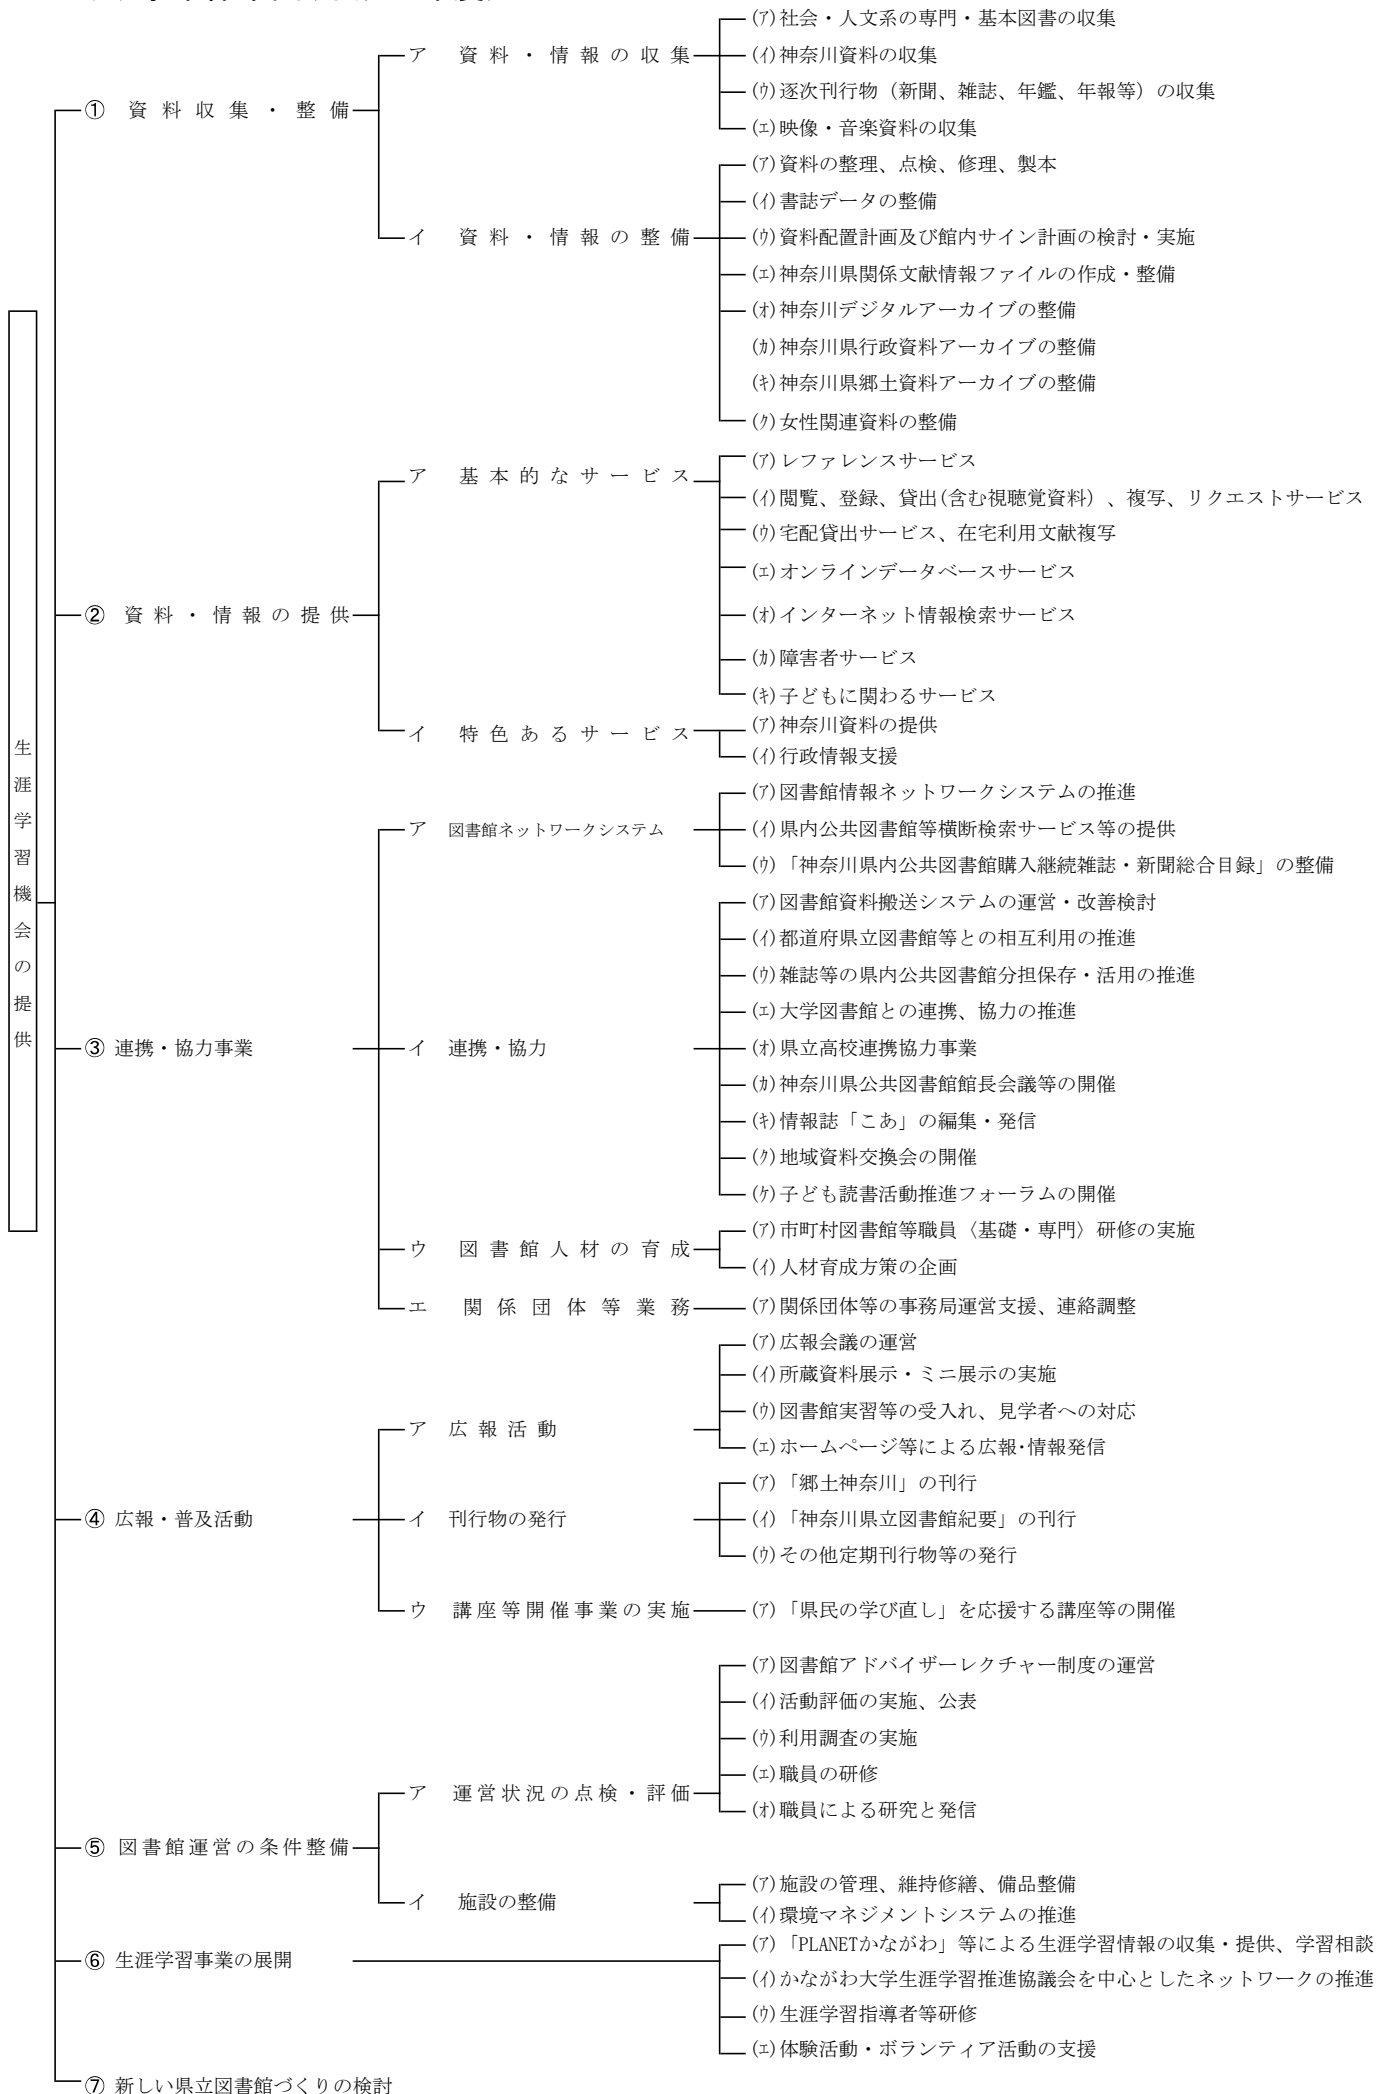 生涯学習機会の提供
① 資料収集・整備
ア 資料・情報の収集
(ｱ)社会・人文系の専門・基本図書の収集
(ｲ)神奈川資料の収集
(ｳ)逐次刊行物（新聞、雑誌、年鑑、年報等）の収集
(ｴ)映像・音楽資料の収集
イ 資料・情報の整備
(ｱ)資料の整理、点検、修理、製本
(ｲ)書誌データの整備
(ｳ)資料配置計画及び館内サイン計画の検討・実施
(ｴ)神奈川県関係文献情報ファイルの作成・整備
(ｵ)神奈川デジタルアーカイブの整備
(ｶ)神奈川県行政資料アーカイブの整備
(ｷ)神奈川県郷土資料アーカイブの整備
(ｸ)女性関連資料の整備
② 資料・情報の提供
ア 基本的なサービス
(ｱ)レファレンスサービス
(ｲ)閲覧、登録、貸出(含む視聴覚資料）、複写、リクエストサービス
(ｳ)宅配貸出サービス、在宅利用文献複写
(ｴ)オンラインデータベースサービス
(ｵ)インターネット情報検索サービス
(ｶ)障害者サービス
(ｷ)子どもに関わるサービス
イ 特色あるサービス
(ｱ)神奈川資料の提供
(ｲ)行政情報支援
③ 連携・協力事業
ア 図書館ネットワークシステム
(ｱ)図書館情報ネットワークシステムの推進
(ｲ)県内公共図書館等横断検索サービス等の提供
(ｳ)「神奈川県内公共図書館購入継続雑誌・新聞総合目録」の整備
イ 連携・協力
(ｱ)図書館資料搬送システムの運営・改善検討
(ｲ)都道府県立図書館等との相互利用の推進
(ｳ)雑誌等の県内公共図書館分担保存・活用の推進
(ｴ)大学図書館との連携、協力の推進
(ｵ)県立高校連携協力事業
(ｶ)神奈川県公共図書館館長会議等の開催
(ｷ)情報誌「こあ」の編集・発信
(ｸ)地域資料交換会の開催
(ｹ)子ども読書活動推進フォーラムの開催
ウ 図書館人材の育成
(ｱ)市町村図書館等職員〈基礎・専門〉研修の実施
(ｲ)人材育成方策の企画
エ 関係団体等業務
(ｱ)関係団体等の事務局運営支援、連絡調整
④ 広報・普及活動
ア 広報活動
(ｱ)広報会議の運営
(ｲ)所蔵資料展示・ミニ展示の実施
(ｳ)図書館実習等の受入れ、見学者への対応
(ｴ)ホームページ等による広報･情報発信
イ 刊行物の発行
(ｱ)「郷土神奈川」の刊行
(ｲ)「神奈川県立図書館紀要」の刊行
(ｳ)その他定期刊行物等の発行
ウ 講座等開催事業の実施
(ｱ)「県民の学び直し」を応援する講座等の開催
⑤ 図書館運営の条件整備
ア 運営状況の点検・評価
(ｱ)図書館アドバイザーレクチャー制度の運営
(ｲ)活動評価の実施、公表
(ｳ)利用調査の実施
(ｴ)職員の研修
(ｵ)職員による研究と発信
イ 施設の整備
(ｱ)施設の管理、維持修繕、備品整備
(ｲ)環境マネジメントシステムの推進
⑥ 生涯学習事業の展開
(ｱ)「PLANETかながわ」等による生涯学習情報の収集・提供、学習相談
(ｲ)かながわ大学生涯学習推進協議会を中心としたネットワークの推進
(ｳ)生涯学習指導者等研修
(ｴ)体験活動・ボランティア活動の支援
⑦ 新しい県立図書館づくりの検討